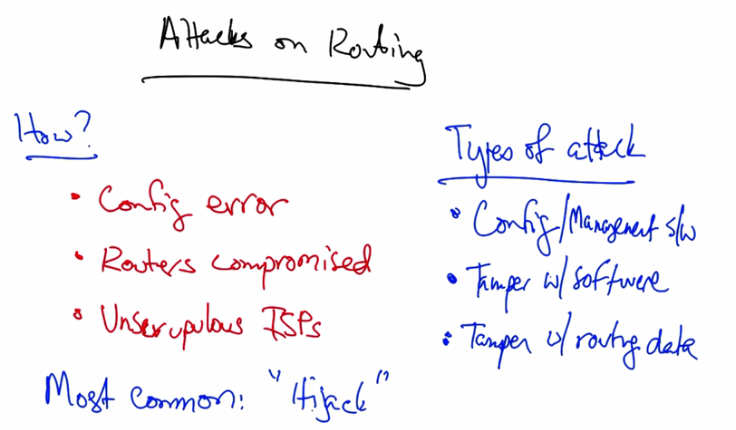 Attacks on Routing
How?
• Config error
• Routers compromised
• Unscrupulous ISPs
Most common: "Hijack"
Types of attack
• Config/Management s/w
• Tamper w/ software
• Tamper w/ routing data